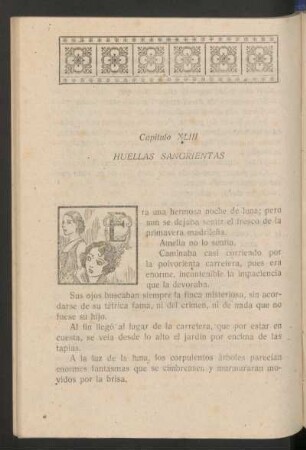 Capítulo XLIII
HUELLAS SANGRIENTAS
Era una hermosa noche de luna; pero
aun se dejaba sentir el fresco de la
primavera madrileña.
Amelia no lo sentía.
Caminaba casi corriendo por
la polvorienta carretera, pues era
enorme, incontenible la impaciencia
que la devoraba.
Sus ojos buscaban siempre la finca misteriosa, sin acor-
darse de su tétrica fama, ni del crimen, ni de nada que no
fuese su hijo.
Al fin llegó al lugar de la carretera, que por estar en
cuesta, se veía desde lo alto el jardín por encima de las
tapias.
A la luz de la luna, los corpulentos árboles parecían
enormes fantasmas que se cimbreaban y murmuraran mo-
vidos por la brisa.